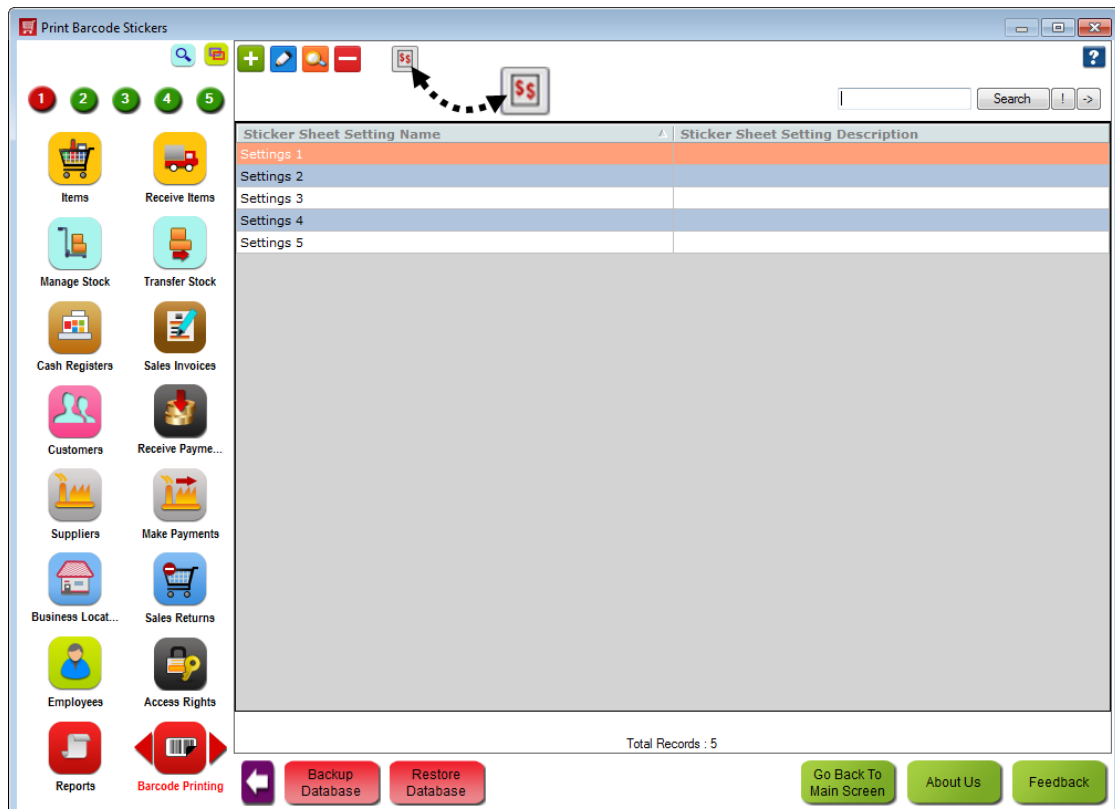 Print Barcode Stickers
$$
$$
?
1 2 3 4 5
Search ! ->
Sticker Sheet Setting Name Sticker Sheet Setting Description
Settings 1
Settings 2
Settings 3
Settings 4
Settings 5
Items Receive Items
Manage Stock Transfer Stock
Cash Registers Sales Invoices
Customers Receive Payme...
Suppliers Make Payments
Business Locat... Sales Returns
Employees Access Rights
Reports Barcode Printing
Total Records : 5
Backup
Database
Restore
Database
Go Back To
Main Screen
About Us
Feedback